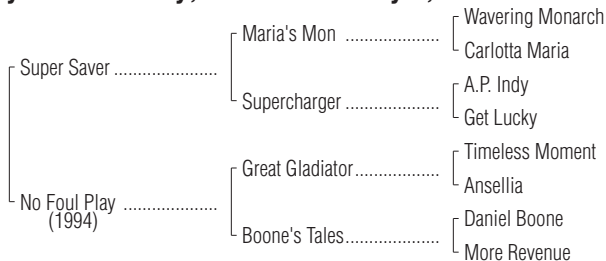 Wavering Monarch
Maria's Mon ...................
Carlotta Maria
Super Saver .....................
A.P. Indy
Supercharger ...................
Get Lucky
Timeless Moment
Great Gladiator.................
Ansellia
No Foul Play ...................
(1994)
Daniel Boone
Boone's Tales...................
More Revenue